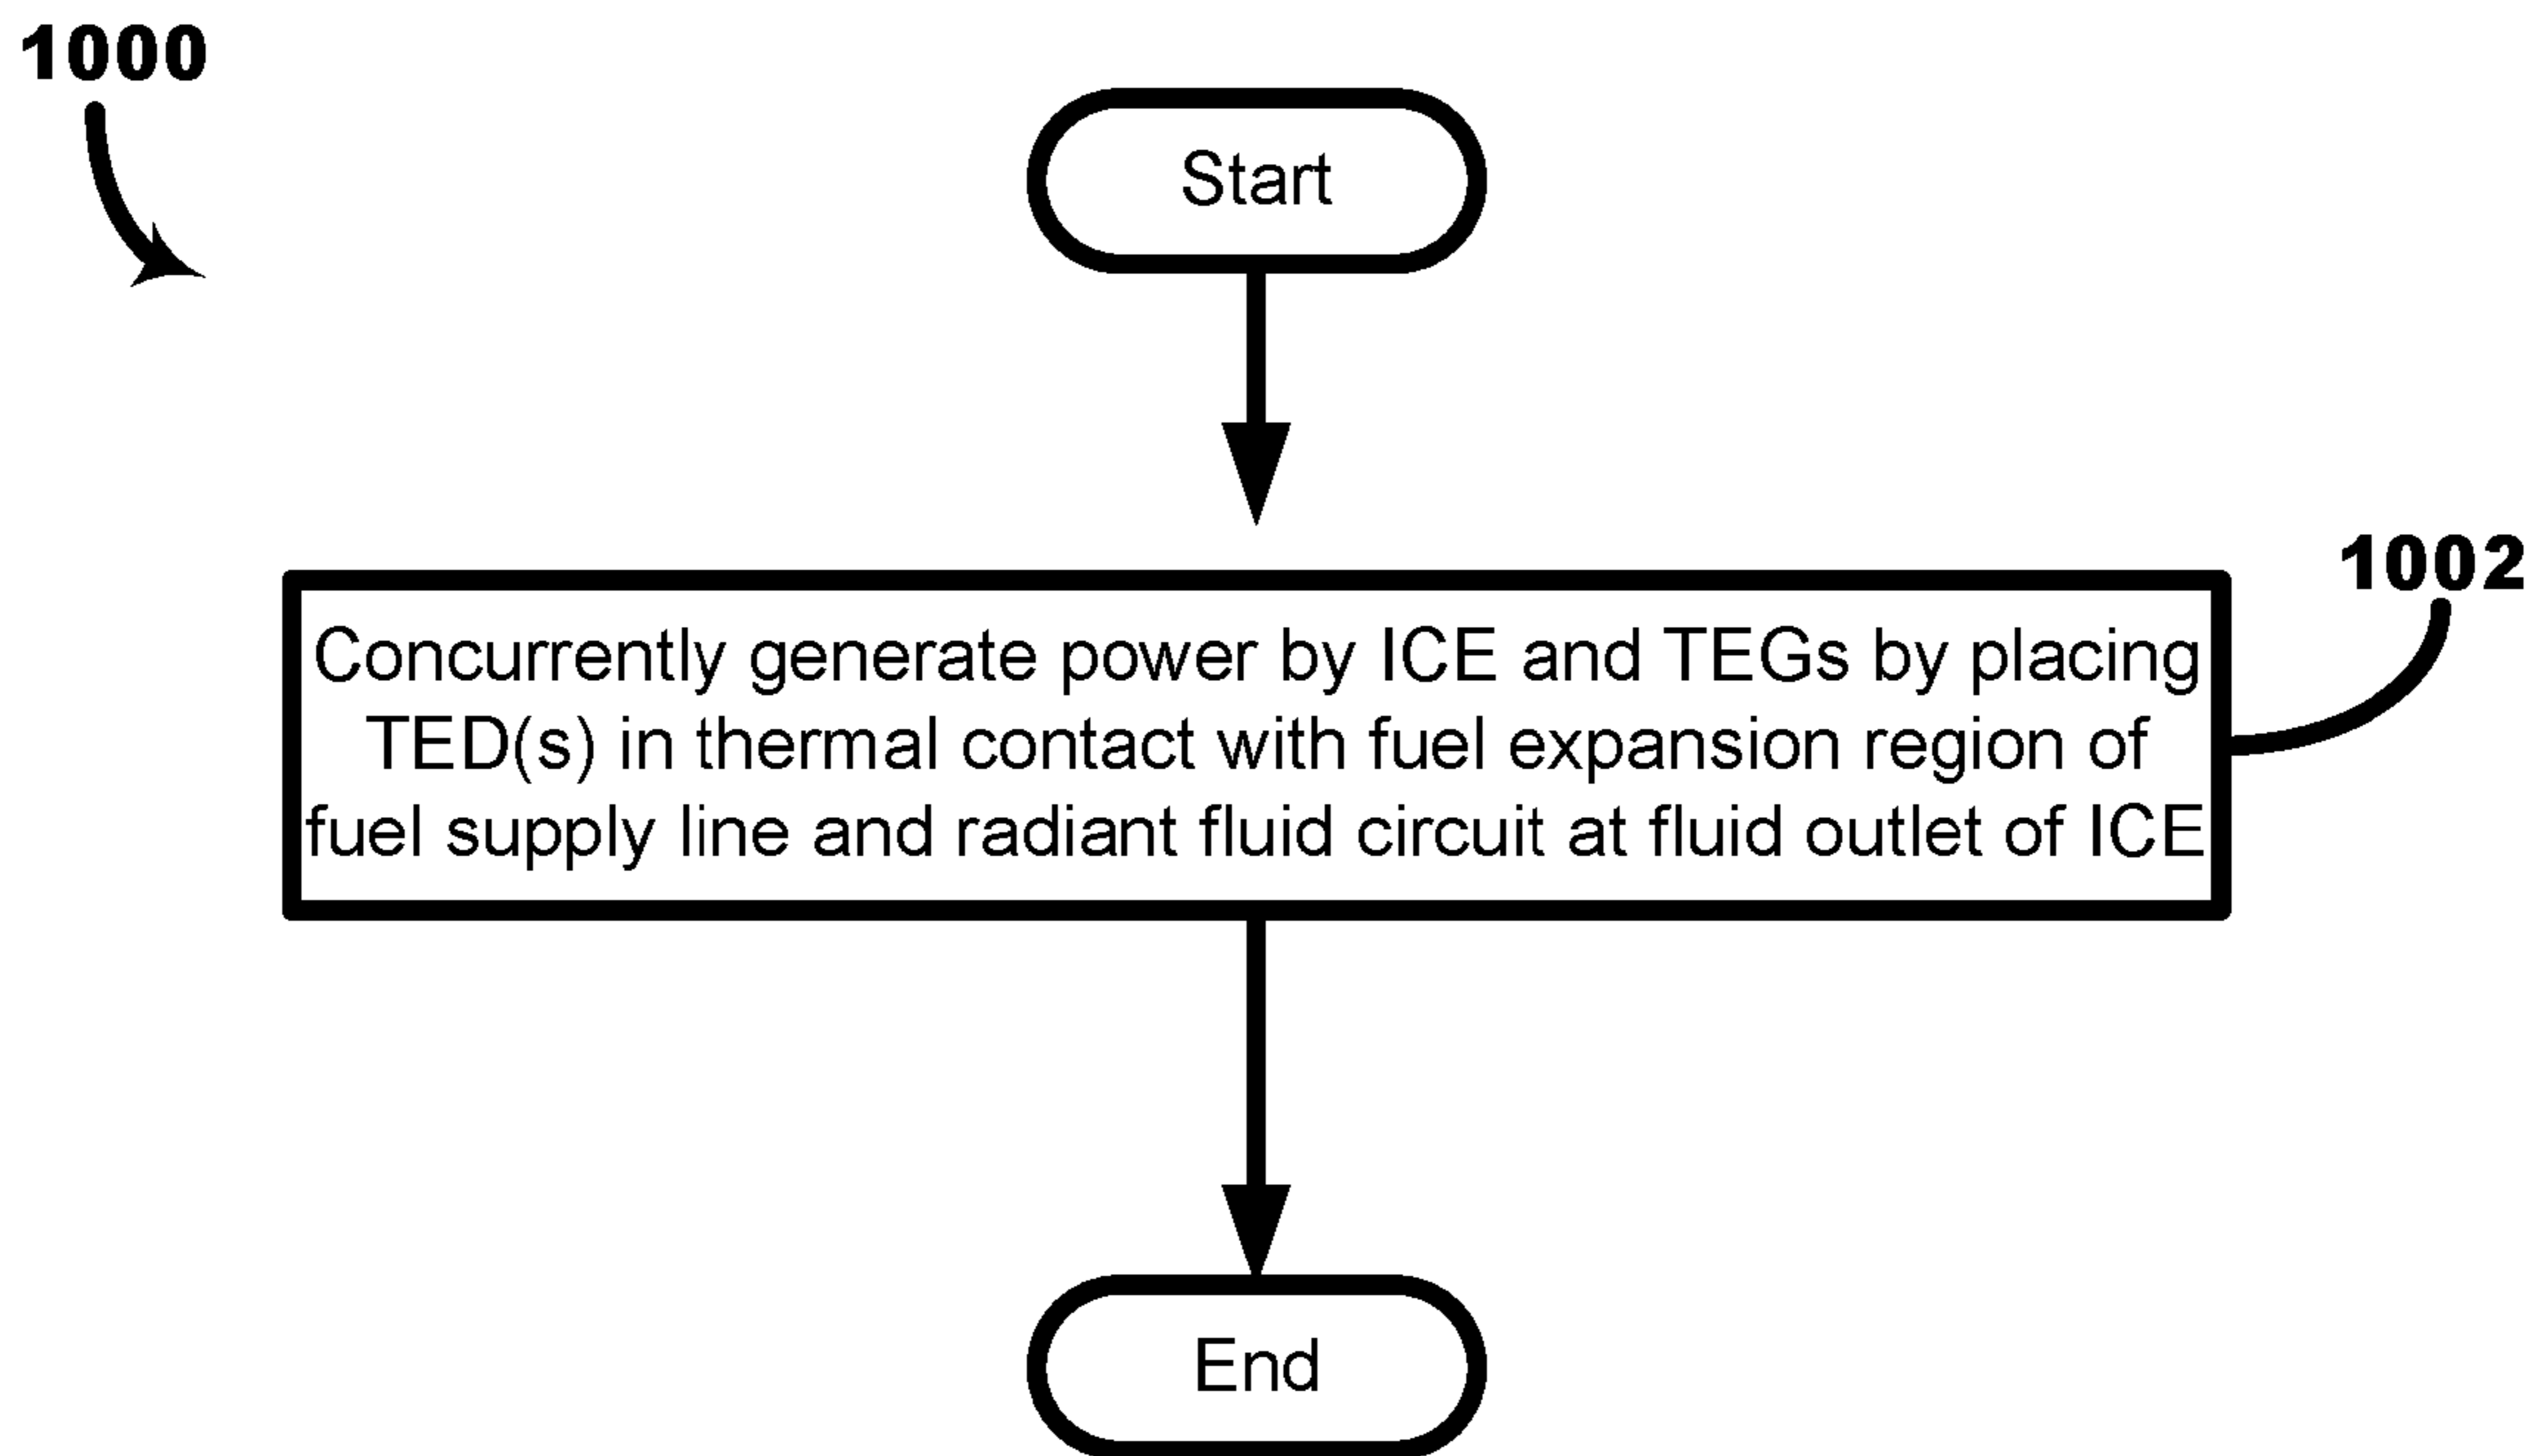 1000
Start
1002
Concurrently generate power by ICE and TEGs by placing
TED(s) in thermal contact with fuel expansion region of
fuel supply line and radiant fluid circuit at fluid outlet of ICE
End